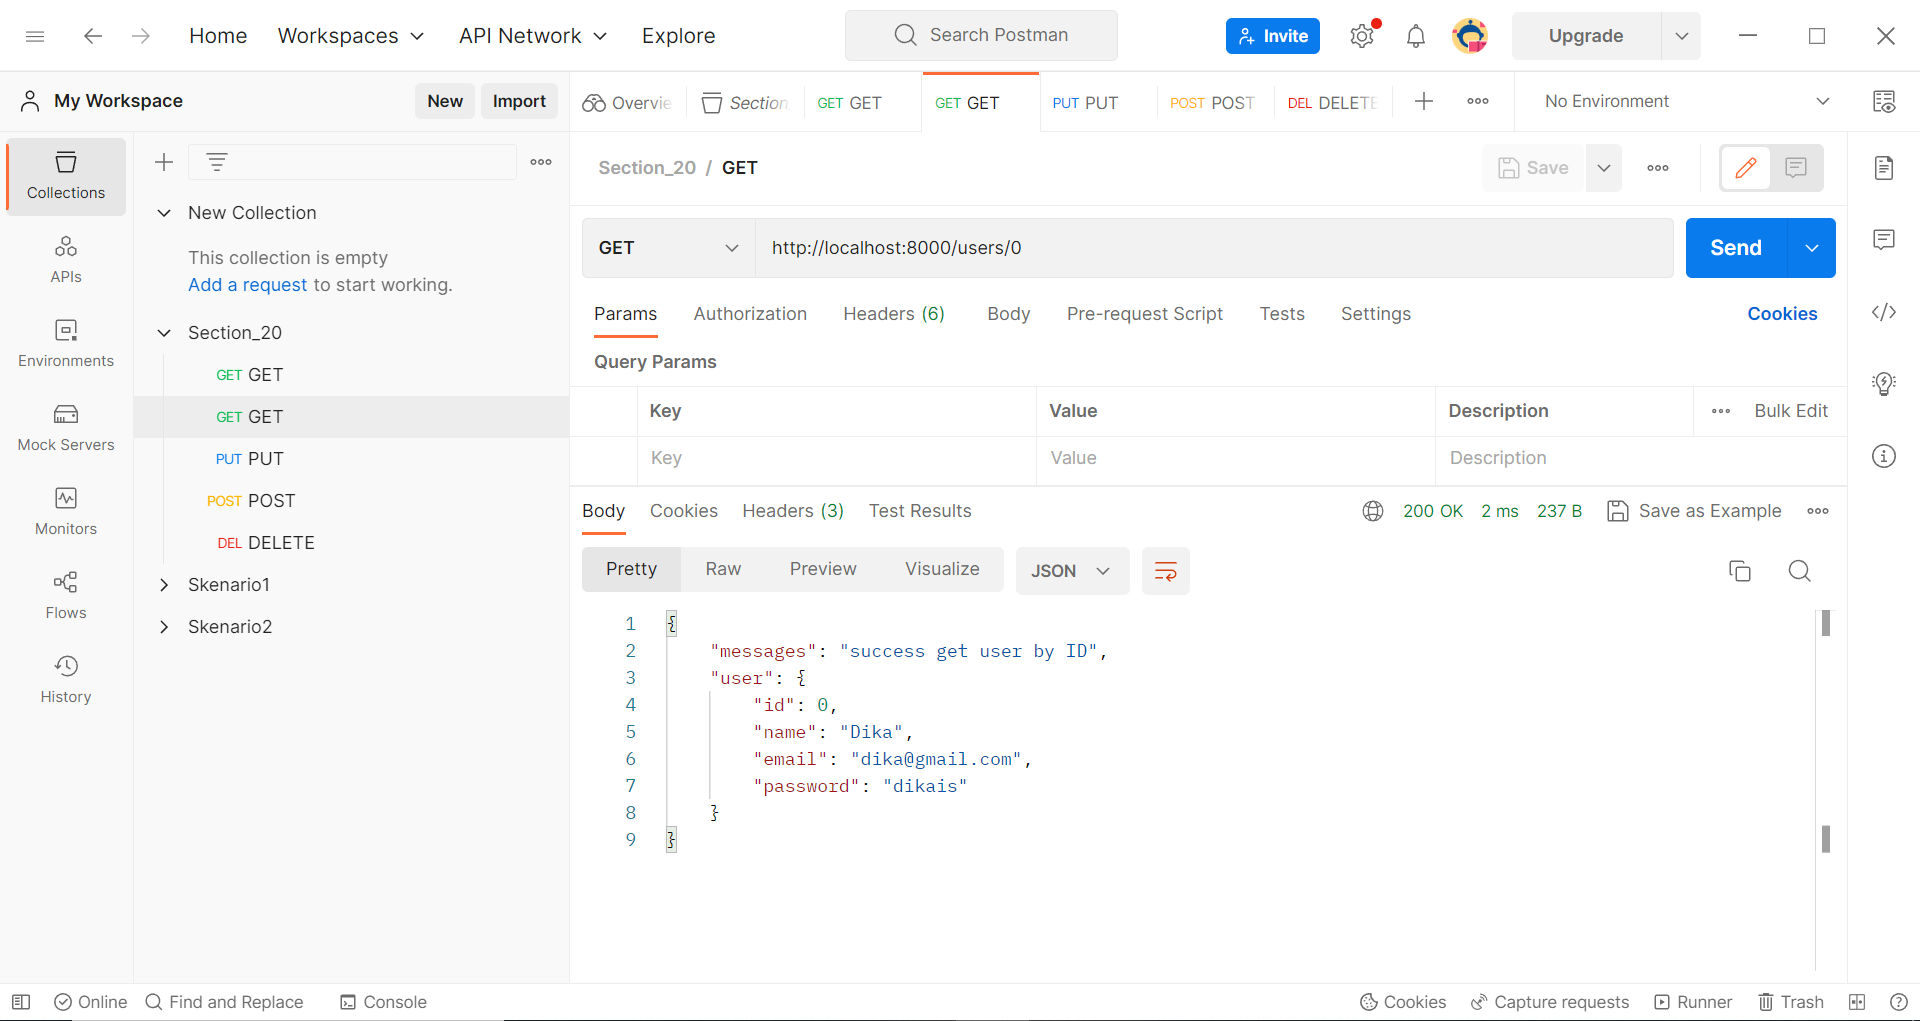 Home
Workspaces
API Network
Explore
Search Postman
Invite
Upgrade
My Workspace
New
Import
Overvie
Section
GET GET
GET GET
PUT PUT
POST POST
DEL DELETE
No Environment
Collections
APIs
Environments
Mock Servers
Monitors
Flows
History
New Collection
This collection is empty
Add a request to start working.
Section_20
GET GET
GET GET
PUT PUT
POST POST
DEL DELETE
Skenario1
Skenario2
Section_20 / GET
Save
GET
http://localhost:8000/users/0
Send
Params
Authorization
Headers (6)
Body
Pre-request Script
Tests
Settings
Cookies
Query Params
Key
Value
Description
Bulk Edit
Key
Value
Description
Body
Cookies
Headers (3)
Test Results
200 OK
2 ms
237 B
Save as Example
Pretty
Raw
Preview
Visualize
JSON
1 {
2 "messages": "success get user by ID",
3 "user": {
4 "id": 0,
5 "name": "Dika",
6 "email": "dika@gmail.com",
7 "password": "dikais"
8 }
9 }
Online
Find and Replace
Console
Cookies
Capture requests
Runner
Trash